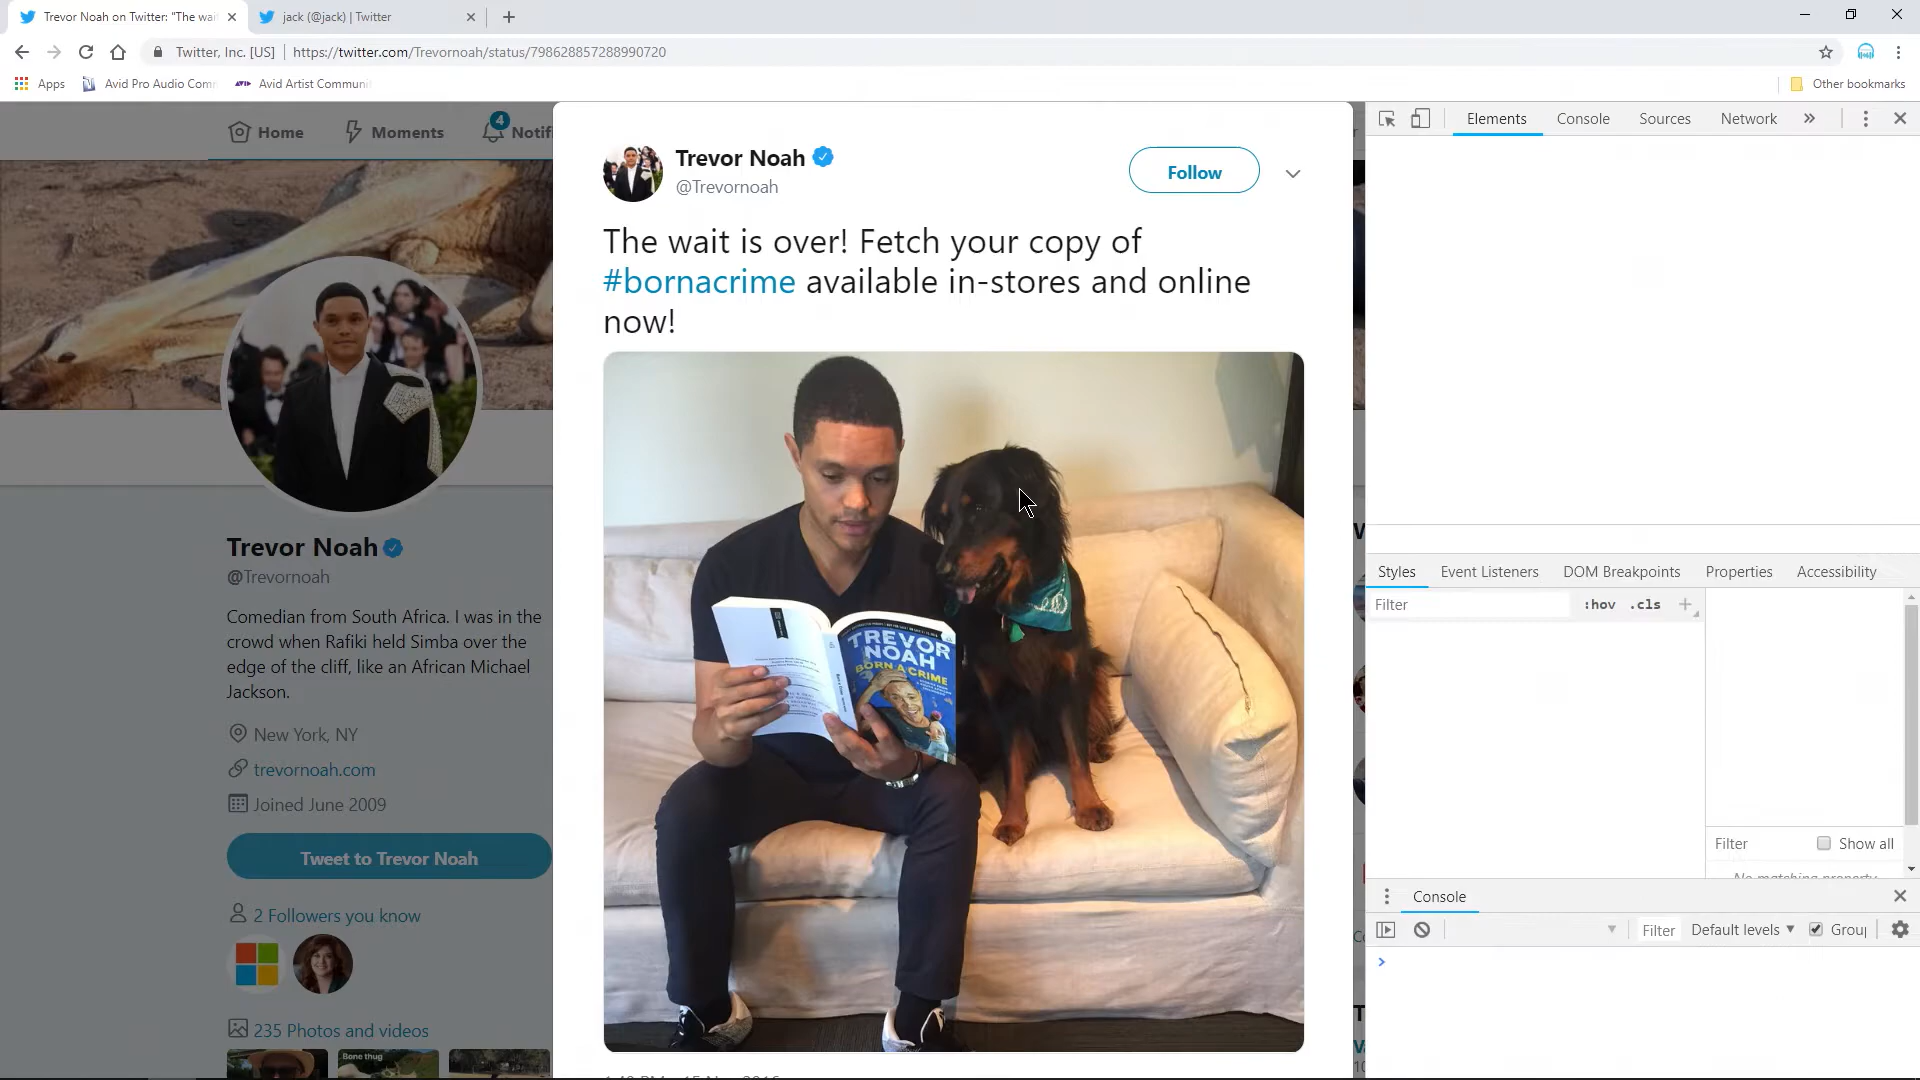 Trevor Noah on Twitter: "The wai
jack (@jack) | Twitter
Twitter, Inc. [US] | https://twitter.com/Trevornoah/status/798628857288990720
Apps
Avid Pro Audio Com
Avid Artist Communi
Other bookmarks
Home
Moments
4
Notif
Trevor Noah
@Trevornoah
Follow
The wait is over! Fetch your copy of
#bornacrime available in-stores and online
now!
TREVOR
NOAH
BORN A CRIME
Trevor Noah
@Trevornoah
Comedian from South Africa. I was in the
crowd when Rafiki held Simba over the
edge of the cliff, like an African Michael
Jackson.
New York, NY
trevornoah.com
Joined June 2009
Tweet to Trevor Noah
2 Followers you know
235 Photos and videos
Bone thug
Elements
Console
Sources
Network
Styles
Event Listeners
DOM Breakpoints
Properties
Accessibility
Filter
:hov
.cls
Filter
Show all
Console
Filter
Default levels
Group